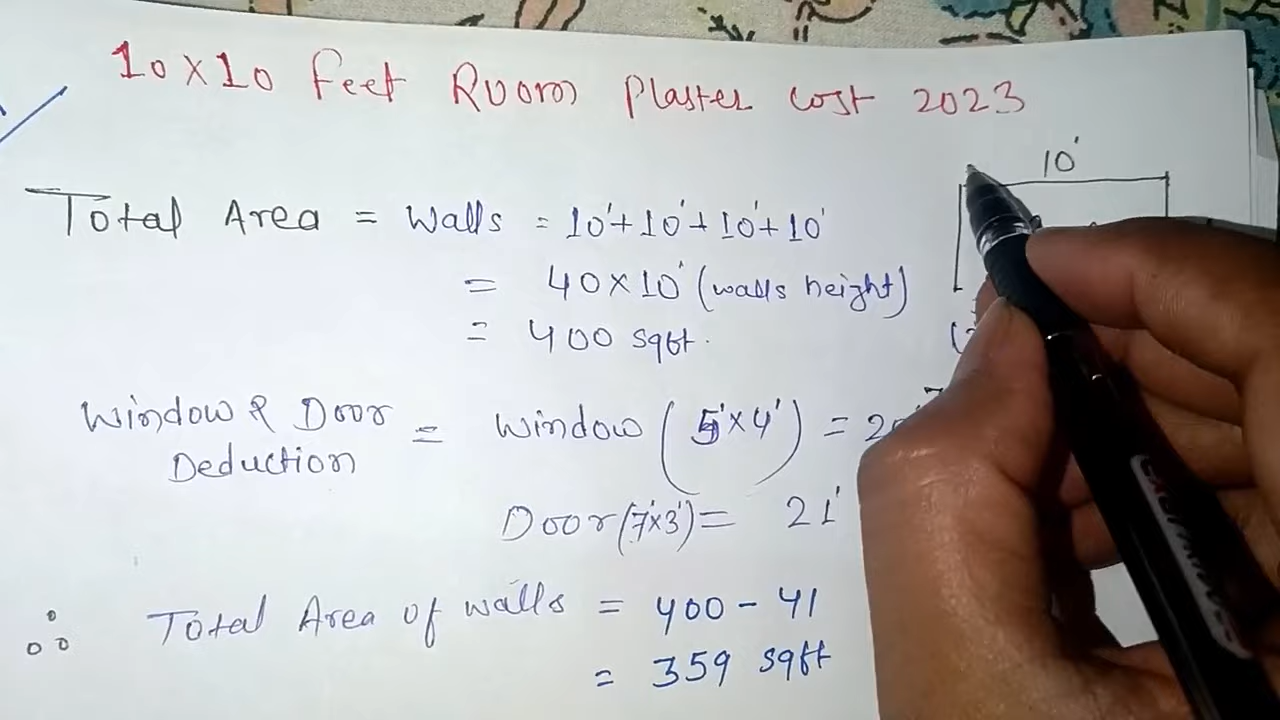 10x10 Feet Room Plaster cost 2023
10'
Total Area = Walls = 10'+10'+10'+10'
= 40x10' (walls height)
= 400 sqft.
Window & Door Deduction = Window (5'x4') = 20
Door (7'x3') = 21'
∴ Total Area of walls = 400 - 41
= 359 sqft